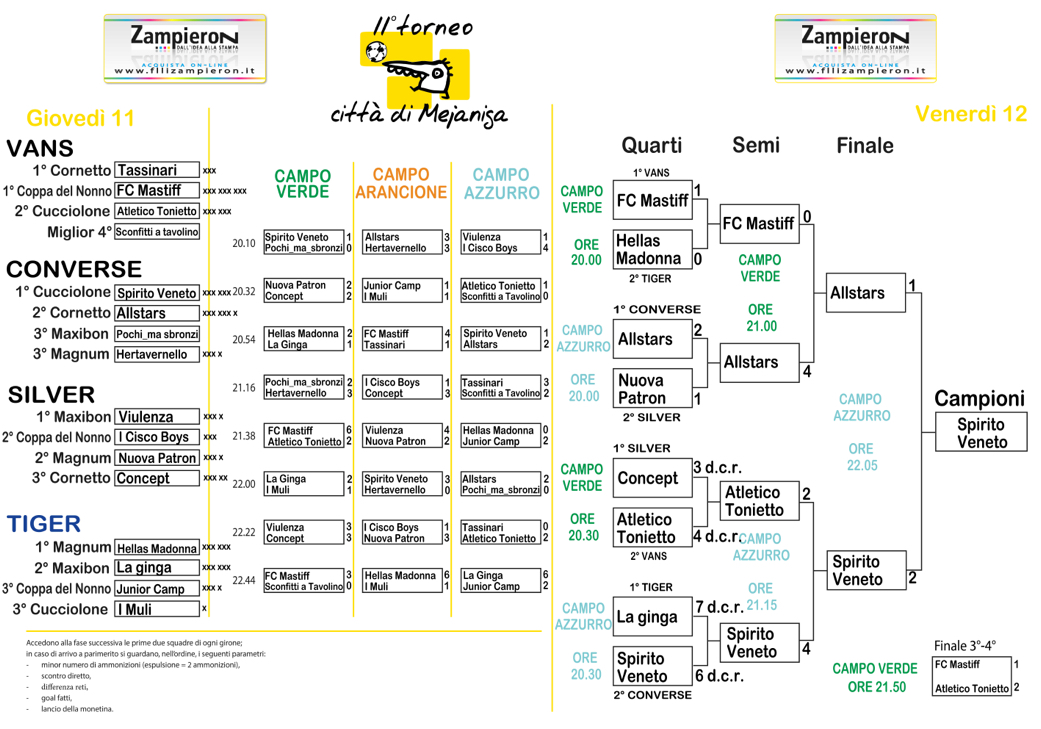 Zampieron
DALL'IDEA ALLA STAMPA
ACQUISTA ON-LINE
www.fillizampieron.it
11° torneo
città di Mejaniga
Zampieron
DALL'IDEA ALLA STAMPA
ACQUISTA ON-LINE
www.fillizampieron.it
Giovedì 11
VANS
1° Cornetto Tassinari xxx
1° Coppa del Nonno FC Mastiff xxx xxx xxx
2° Cucciolone Atletico Tonietto xxx xxx
Miglior 4° Sconfitti a tavolino
CONVERSE
1° Cucciolone Spirito Veneto xxx xxx
2° Cornetto Allstars xxx xxx x
3° Maxibon Pochi_ma sbronzi
3° Magnum Hertavernello xxx x
SILVER
1° Maxibon Viulenza xxx x
2° Coppa del Nonno I Cisco Boys xxx
2° Magnum Nuova Patron xxx x
3° Cornetto Concept xxx xx
TIGER
1° Magnum Hellas Madonna xxx xxx
2° Maxibon La ginga xxx xxx
3° Coppa del Nonno Junior Camp xxx x
3° Cucciolone I Muli x
CAMPO VERDE
CAMPO ARANCIONE
CAMPO AZZURRO
20.10
Spirito Veneto 1
Pochi_ma_sbronzi 0
Allstars 3
Hertavernello 3
Viulenza 1
I Cisco Boys 4
20.32
Nuova Patron 2
Concept 2
Junior Camp 1
I Muli 1
Atletico Tonietto 1
Sconfitti a Tavolino 0
20.54
Hellas Madonna 2
La Ginga 1
FC Mastiff 4
Tassinari 1
Spirito Veneto 1
Allstars 2
21.16
Pochi_ma_sbronzi 2
Hertavernello 3
I Cisco Boys 1
Concept 3
Tassinari 3
Sconfitti a Tavolino 2
21.38
FC Mastiff 6
Atletico Tonietto 2
Viulenza 4
Nuova Patron 2
Hellas Madonna 0
Junior Camp 2
22.00
La Ginga 2
I Muli 1
Spirito Veneto 3
Hertavernello 0
Allstars 2
Pochi_ma_sbronzi 0
22.22
Viulenza 3
Concept 3
I Cisco Boys 1
Nuova Patron 3
Tassinari 0
Atletico Tonietto 2
22.44
FC Mastiff 3
Sconfitti a Tavolino 0
Hellas Madonna 6
I Muli 1
La Ginga 6
Junior Camp 2
Accedono alla fase successiva le prime due squadre di ogni girone;
in caso di arrivo a parimerito si guardano, nell'ordine, i seguenti parametri:
- minor numero di ammonizioni (espulsione = 2 ammonizioni),
- scontro diretto,
- differenza reti,
- goal fatti,
- lancio della monetina.
Venerdì 12
Quarti
Semi
Finale
1° VANS
CAMPO VERDE
ORE 20.00
FC Mastiff 1
Hellas Madonna 0
2° TIGER
1° CONVERSE
CAMPO AZZURRO
ORE 20.00
Allstars 2
Nuova Patron 1
2° SILVER
1° SILVER
CAMPO VERDE
ORE 20.30
Concept 3 d.c.r.
Atletico Tonietto 4 d.c.r.
2° VANS
1° TIGER
CAMPO AZZURRO
ORE 20.30
La ginga 7 d.c.r.
Spirito Veneto 6 d.c.r.
2° CONVERSE
FC Mastiff 0
CAMPO VERDE
ORE 21.00
Allstars 4
Atletico Tonietto 2
CAMPO AZZURRO
ORE 21.15
Spirito Veneto 4
Allstars 1
CAMPO AZZURRO
ORE 22.05
Spirito Veneto 2
Campioni
Spirito Veneto
Finale 3°-4°
CAMPO VERDE
ORE 21.50
FC Mastiff 1
Atletico Tonietto 2